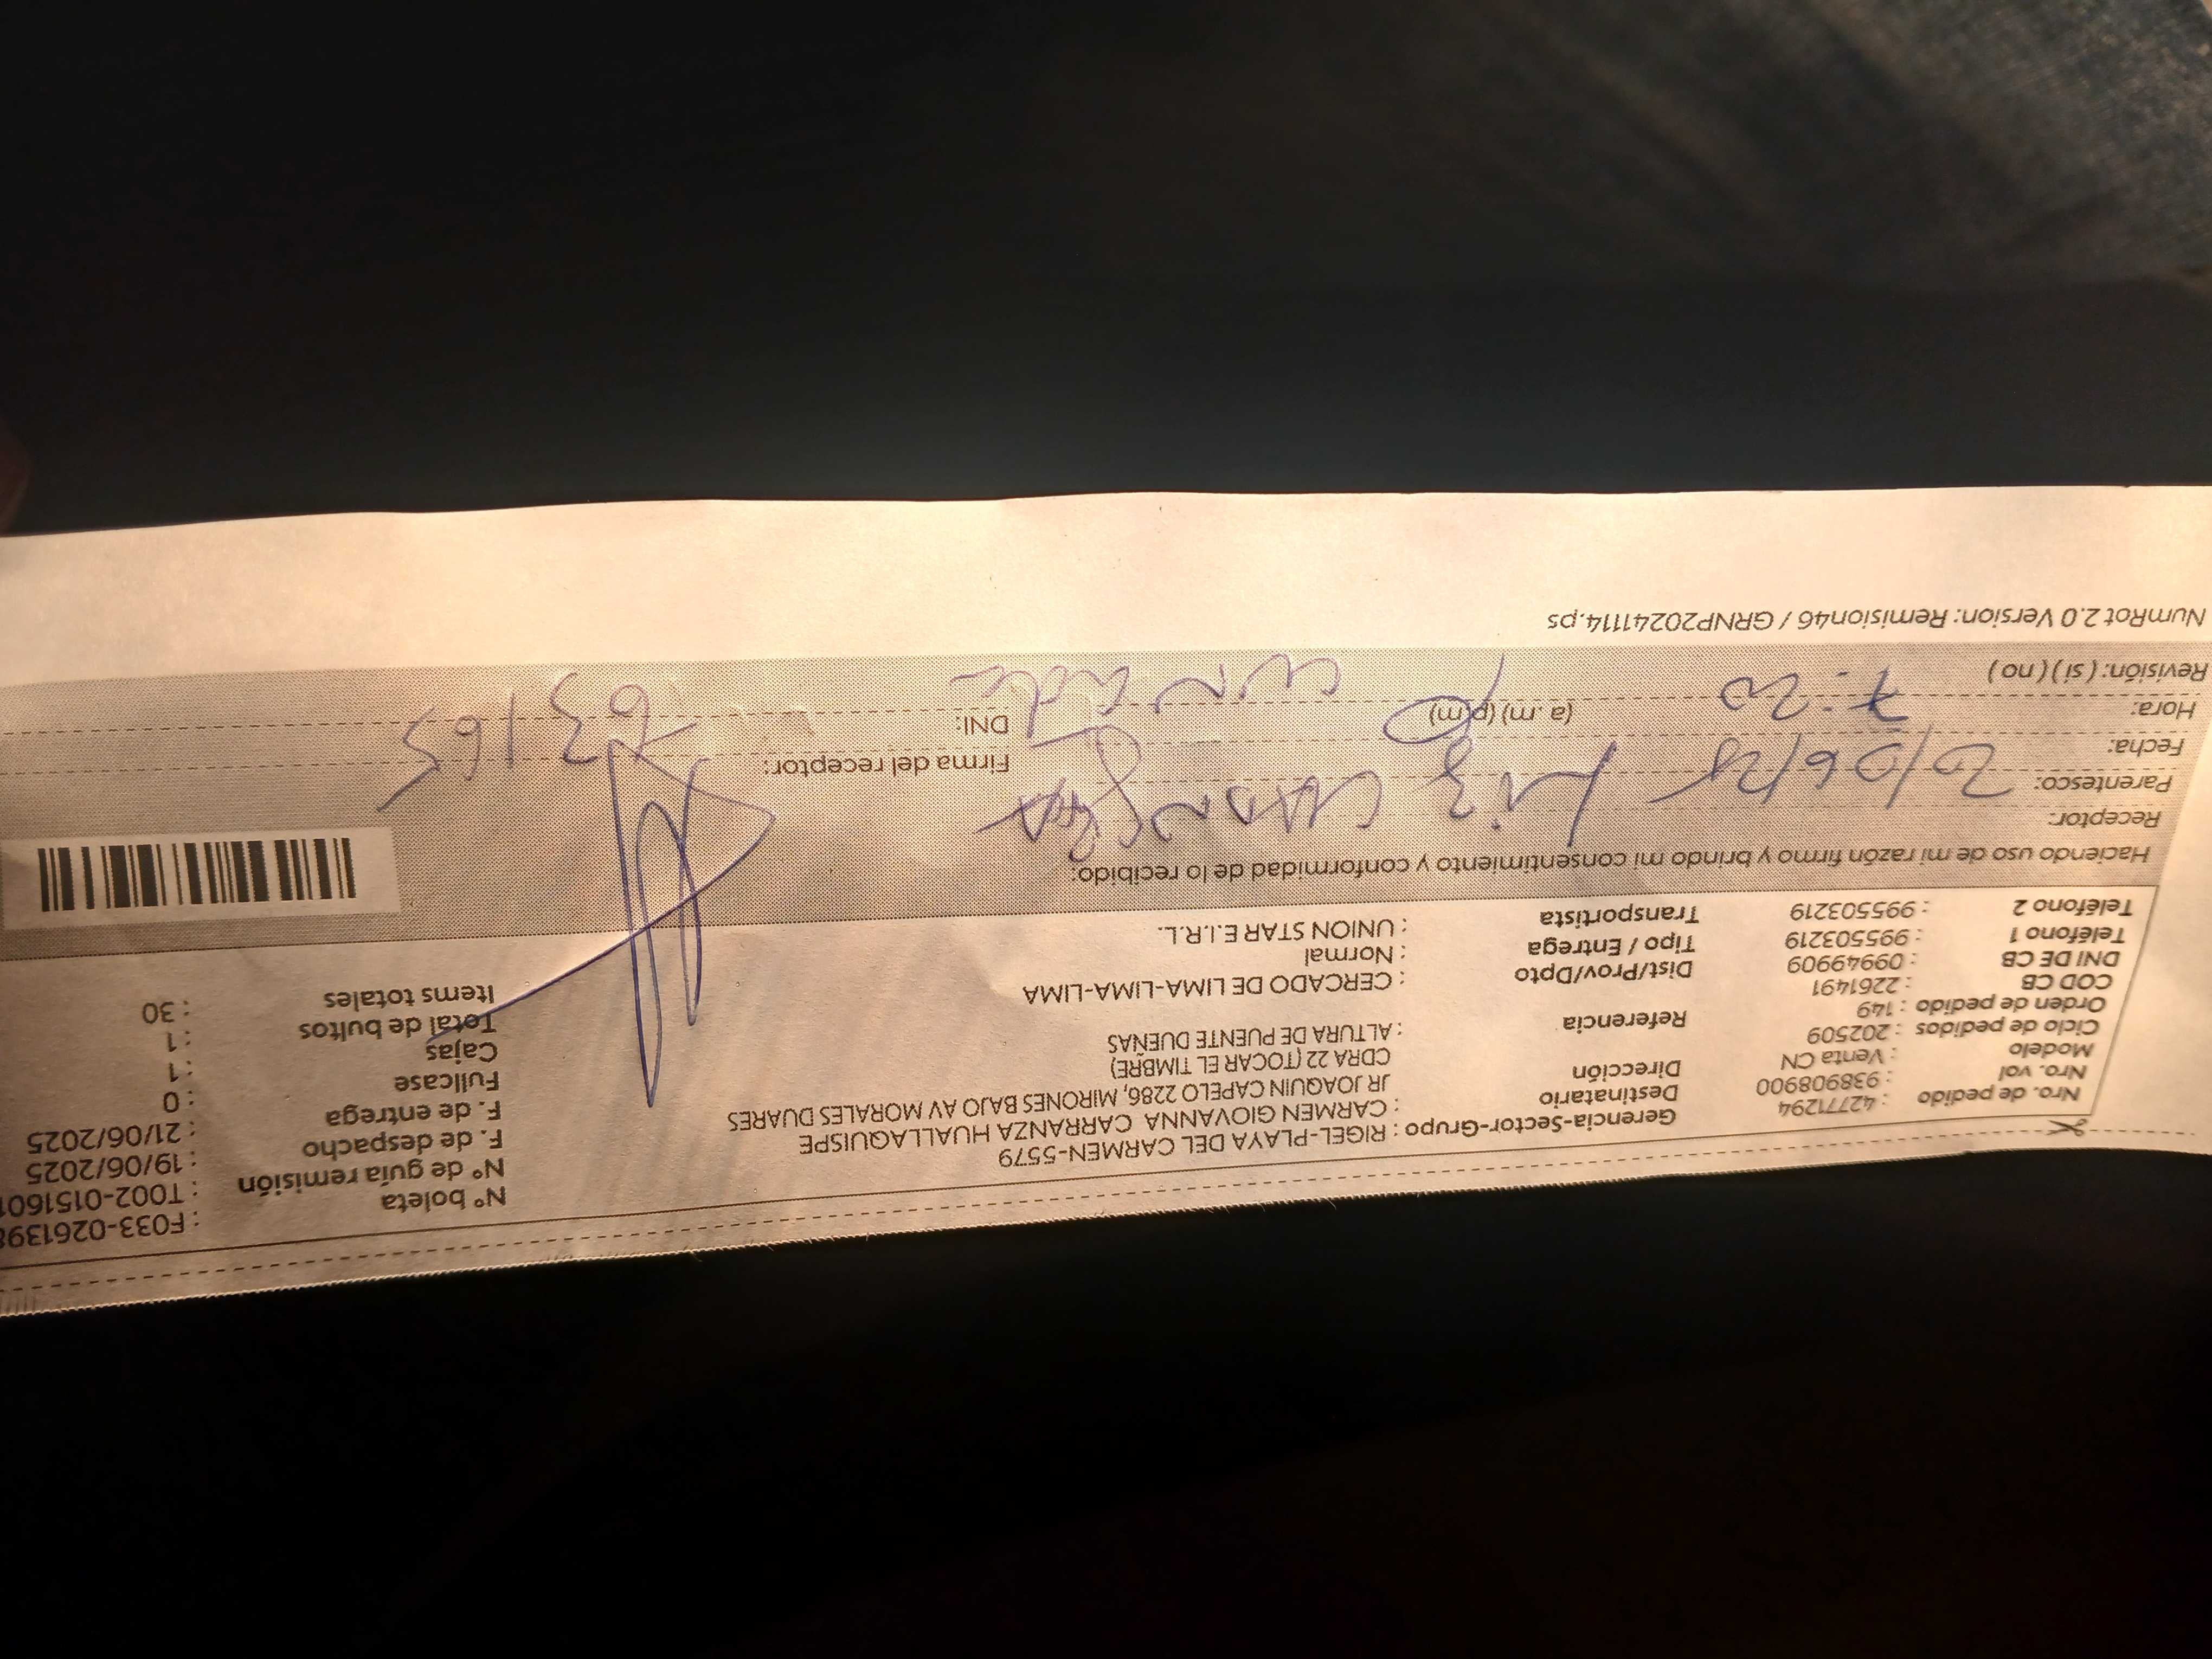 Nro. de pedido : 42771294
Nro. vol : 938908900
Modelo : Venta CN
Ciclo de pedidos : 202509
Orden de pedido : 149
COD CB : 2261491
DNI DE CB : 09949909
Teléfono 1 : 995503219
Teléfono 2 : 995503219
Gerencia-Sector-Grupo : RIGEL-PLAYA DEL CARMEN-5579
Destinatario : CARMEN GIOVANNA CARRANZA HUALLAQUISPE
Dirección JR JOAQUIN CAPELO 2286, MIRONES BAJO AV MORALES DUARES
CDRA 22 (TOCAR EL TIMBRE)
Referencia : ALTURA DE PUENTE DUEÑAS
Dist/Prov/Dpto : CERCADO DE LIMA-LIMA-LIMA
Tipo / Entrega : Normal
Transportista : UNION STAR E.I.R.L.
N° boleta : F033-0261398
N° de guía remisión : T002-0151601
F. de despacho : 19/06/2025
F. de entrega : 21/06/2025
Fullcase : 0
Cajas : 1
Total de bultos : 1
Items totales : 30
Haciendo uso de mi razón firmo y brindo mi consentimiento y conformidad de lo recibido:
Receptor:
Parentesco:
Fecha: 20/06/25
Hora: 7:20 (a.m) (p.m)
Revisión: ( si ) ( no )
Firma del receptor:
DNI:
NumRot 2.0 Version: Remision46 / GRNP20241114.ps